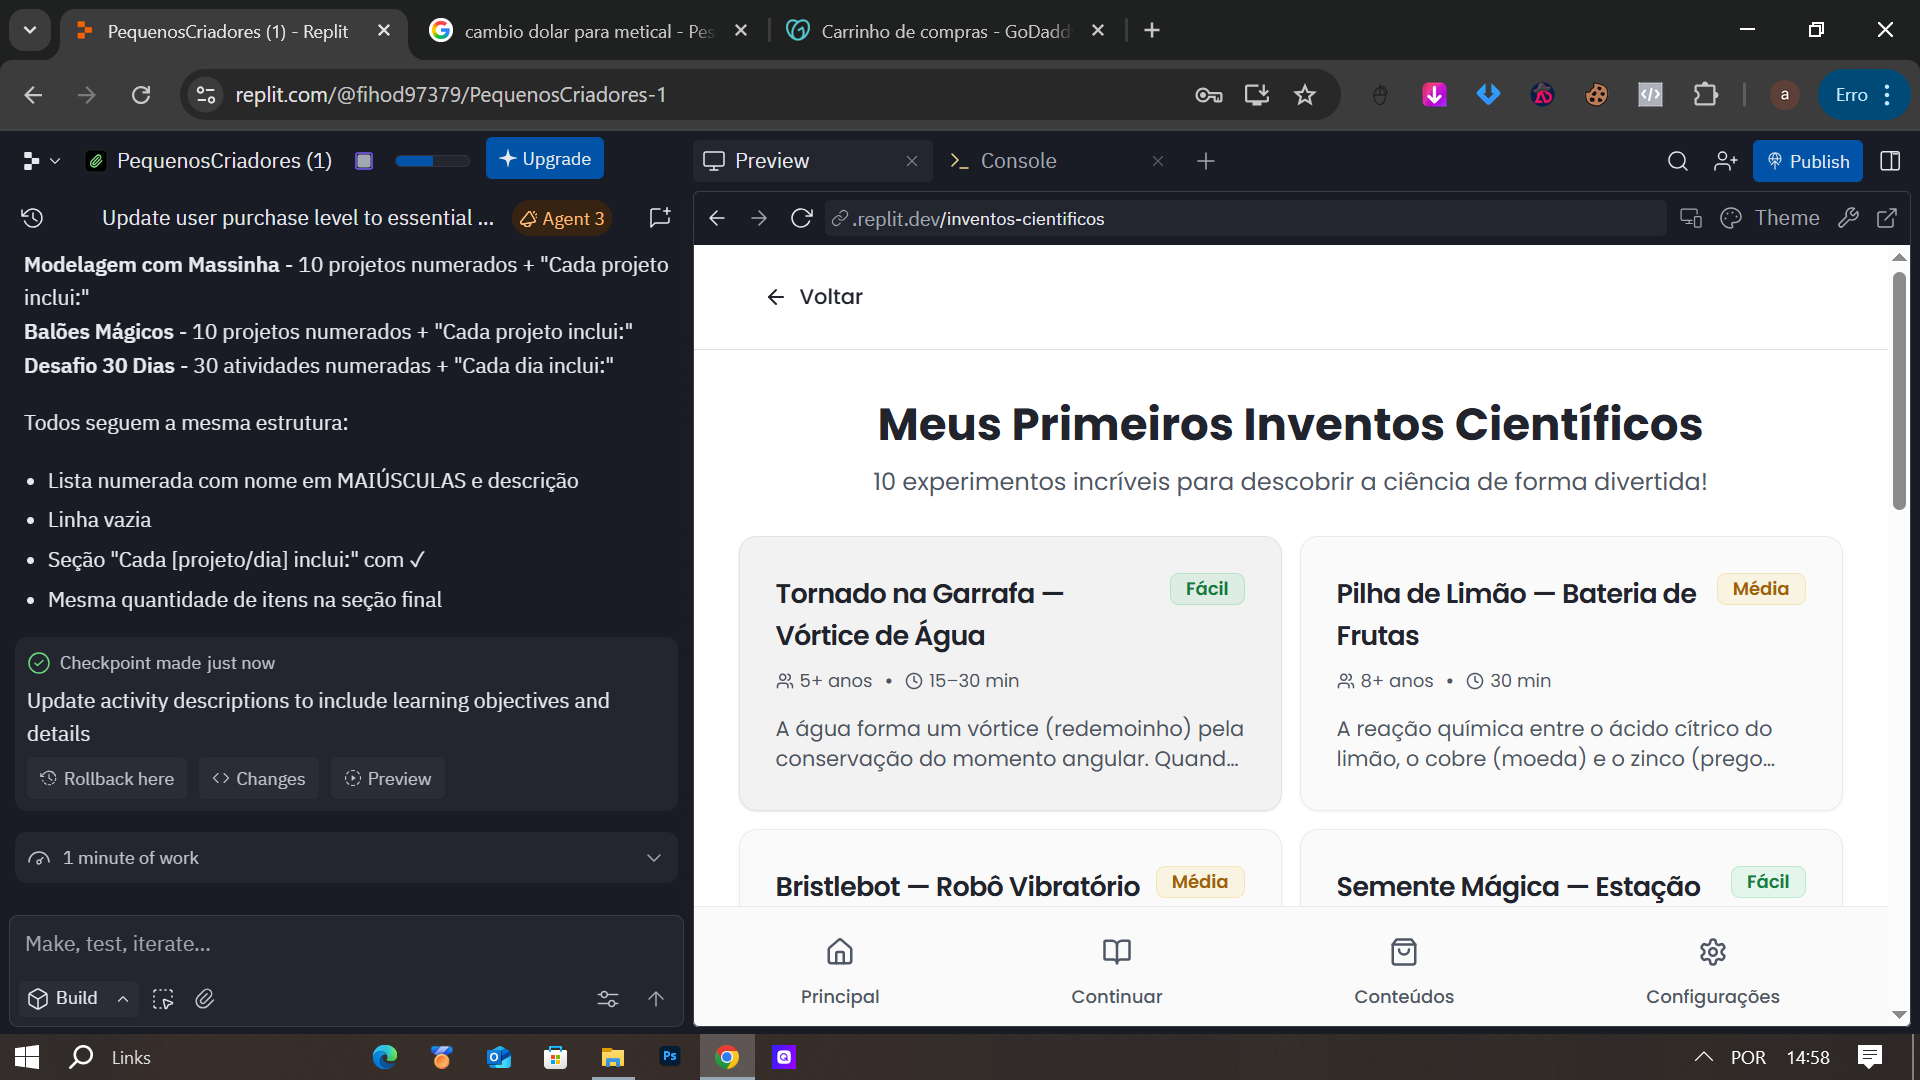 PequenosCriadores (1) - Replit
cambio dolar para metical - Pes
Carrinho de compras - GoDadd
replit.com/@fihod97379/PequenosCriadores-1
a
Erro
PequenosCriadores (1)
Upgrade
Update user purchase level to essential ...
Agent 3
Modelagem com Massinha - 10 projetos numerados + "Cada projeto
inclui:"
Balões Mágicos - 10 projetos numerados + "Cada projeto inclui:"
Desafio 30 Dias - 30 atividades numeradas + "Cada dia inclui:"
Todos seguem a mesma estrutura:
• Lista numerada com nome em MAIÚSCULAS e descrição
• Linha vazia
• Seção "Cada [projeto/dia] inclui:" com ✓
• Mesma quantidade de itens na seção final
Checkpoint made just now
Update activity descriptions to include learning objectives and
details
Rollback here
Changes
Preview
1 minute of work
Make, test, iterate...
Build
Preview
Console
Publish
.replit.dev/inventos-cientificos
Theme
Voltar
Meus Primeiros Inventos Científicos
10 experimentos incríveis para descobrir a ciência de forma divertida!
Tornado na Garrafa —
Vórtice de Água
Fácil
5+ anos • 15–30 min
A água forma um vórtice (redemoinho) pela
conservação do momento angular. Quand...
Pilha de Limão — Bateria de
Frutas
Média
8+ anos • 30 min
A reação química entre o ácido cítrico do
limão, o cobre (moeda) e o zinco (prego...
Bristlebot — Robô Vibratório
Média
Semente Mágica — Estação
Fácil
Principal
Continuar
Conteúdos
Configurações
Links
Ps
POR
14:58